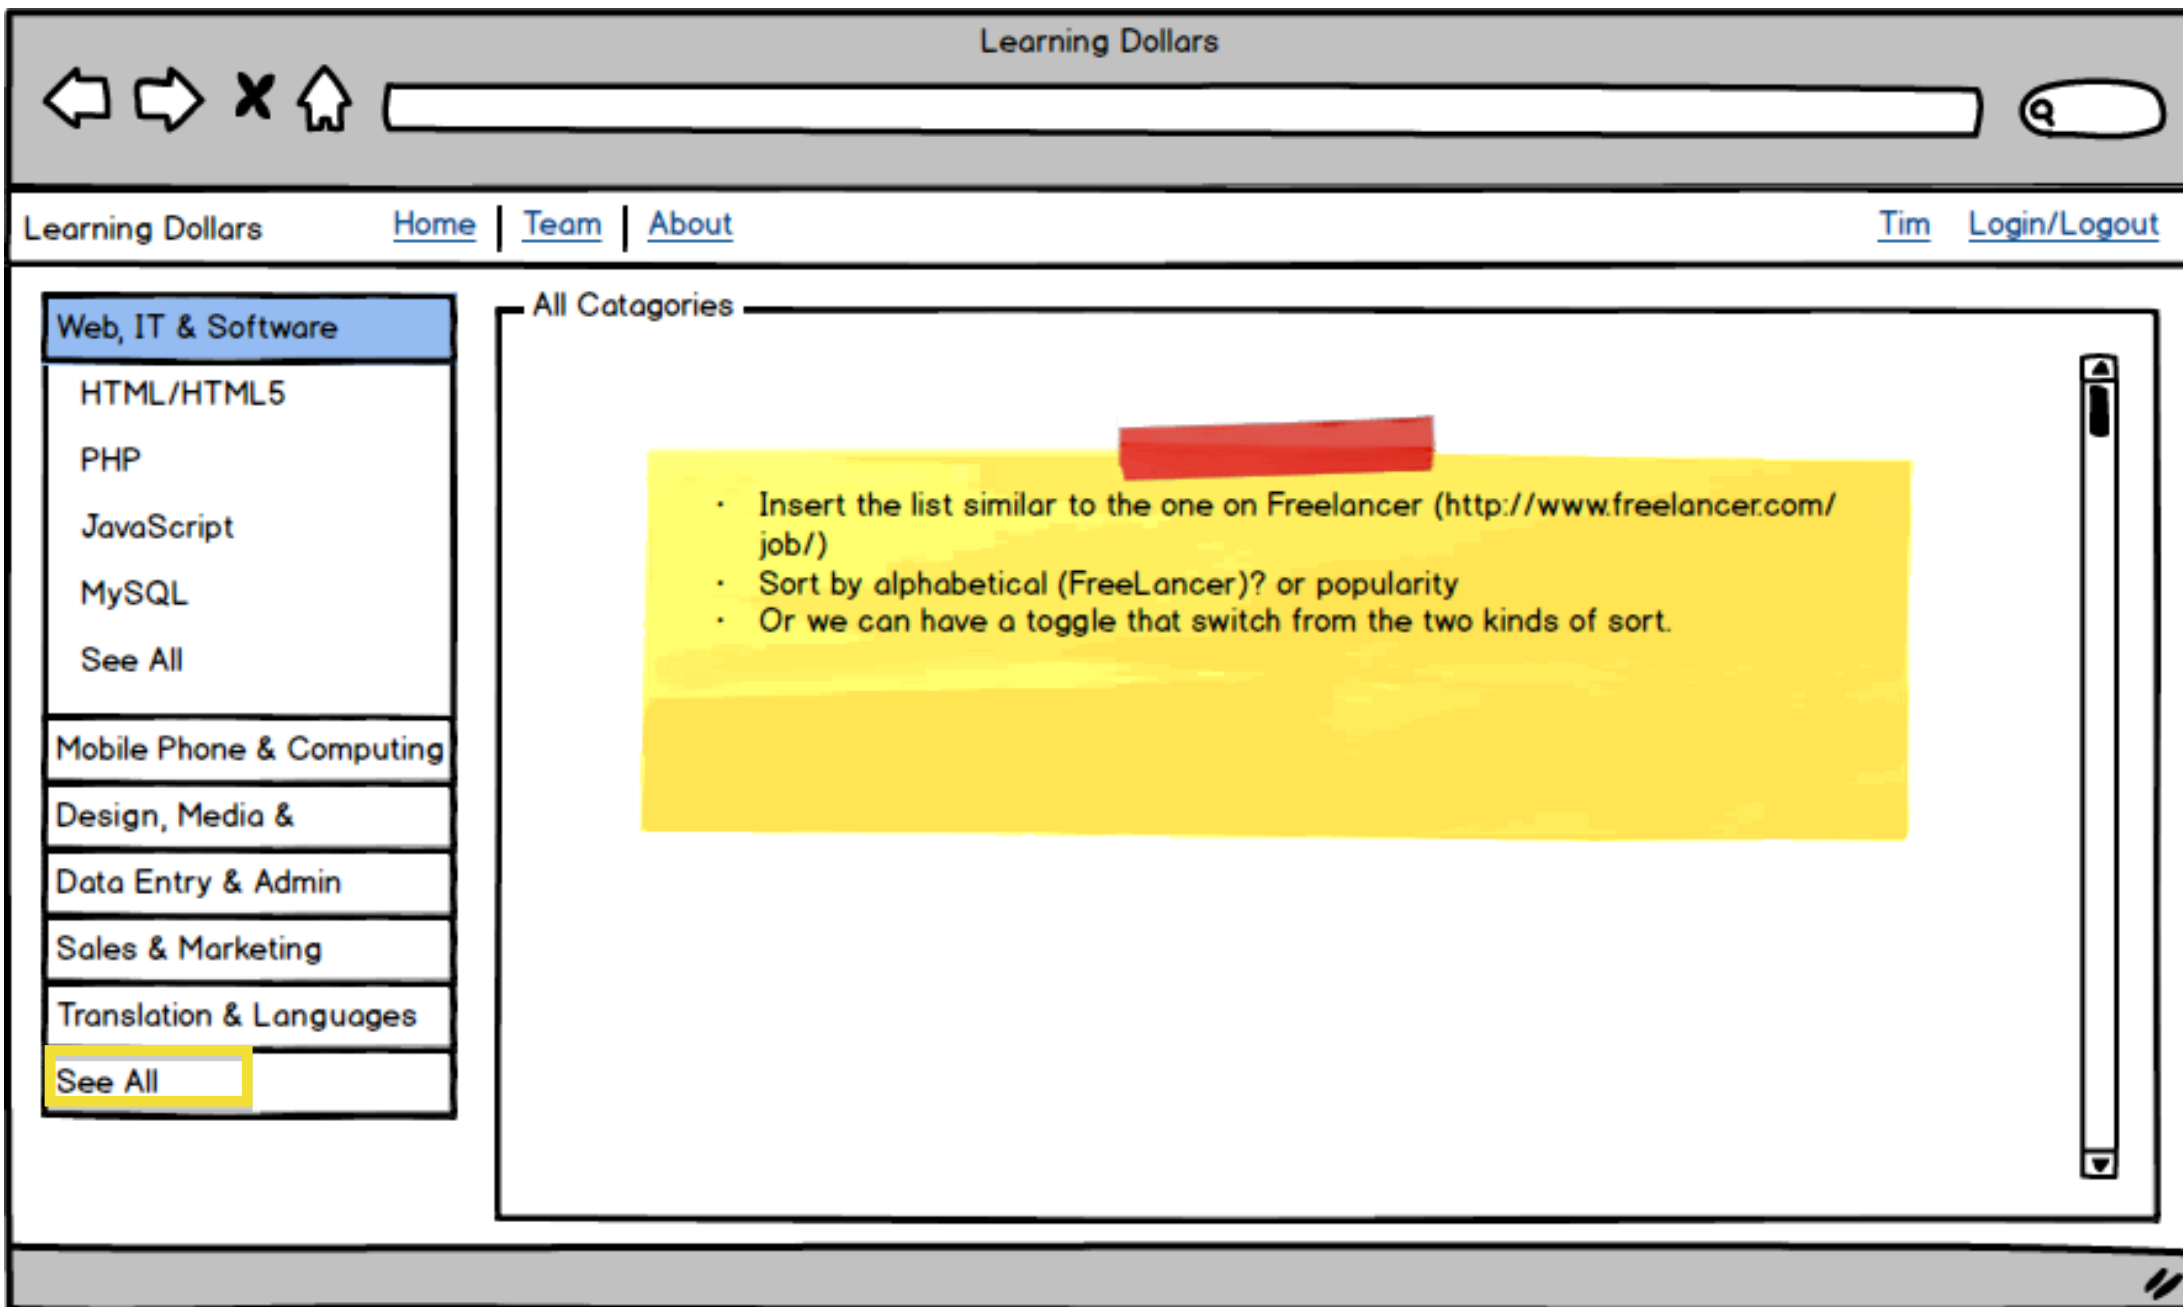 Learning Dollars
Learning Dollars Home Team About Tim Login/Logout
Web, IT & Software
HTML/HTML5
PHP
JavaScript
MySQL
See All
Mobile Phone & Computing
Design, Media &
Data Entry & Admin
Sales & Marketing
Translation & Languages
See All
All Catagories
· Insert the list similar to the one on Freelancer (http://www.freelancer.com/
job/)
· Sort by alphabetical (FreeLancer)? or popularity
· Or we can have a toggle that switch from the two kinds of sort.